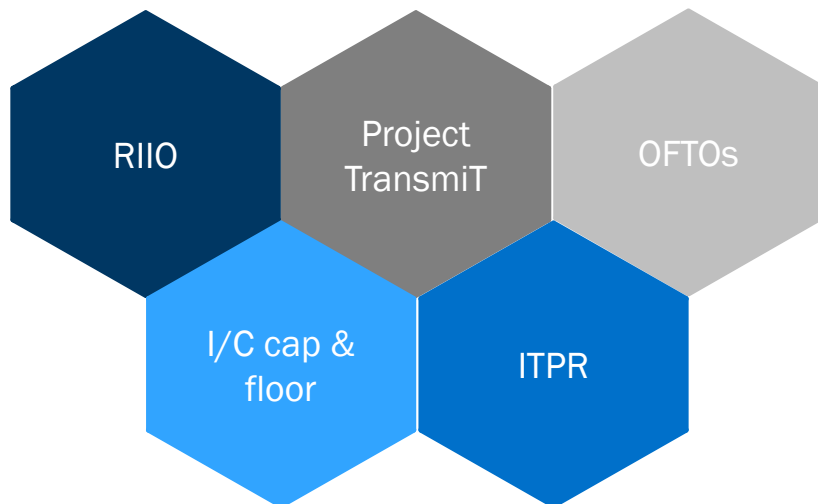 RIIO
Project
TransmiT
OFTOs
I/C cap &
floor
ITPR